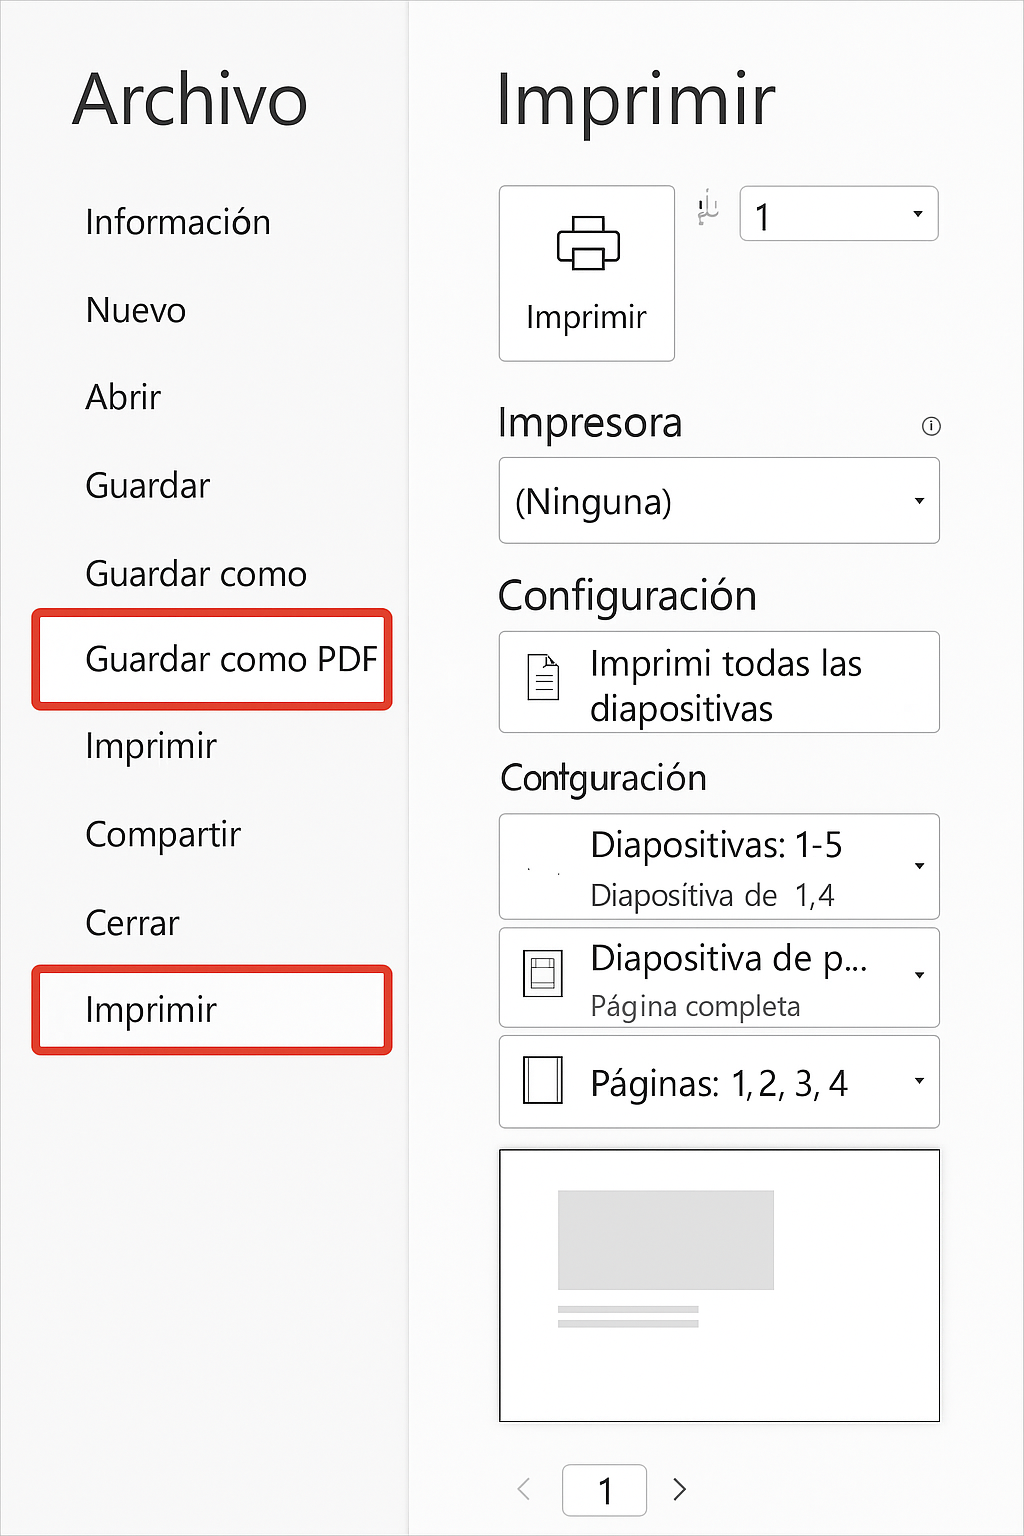 Archivo
Información
Nuevo
Abrir
Guardar
Guardar como
Guardar como PDF
Imprimir
Compartir
Cerrar
Imprimir
Imprimir
Imprimir
1
Impresora
(Ninguna)
Configuración
Imprimi todas las
diapositivas
Contguración
Diapositivas: 1-5
Diaposítiva de 1,4
Diapositiva de p...
Página completa
Páginas: 1, 2, 3, 4
1